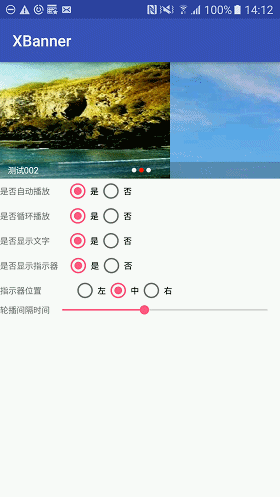 100% 14:12
XBanner
测试002
是否自动播放 是 否
是否循环播放 是 否
是否显示文字 是 否
是否显示指示器 是 否
指示器位置 左 中 右
轮播间隔时间